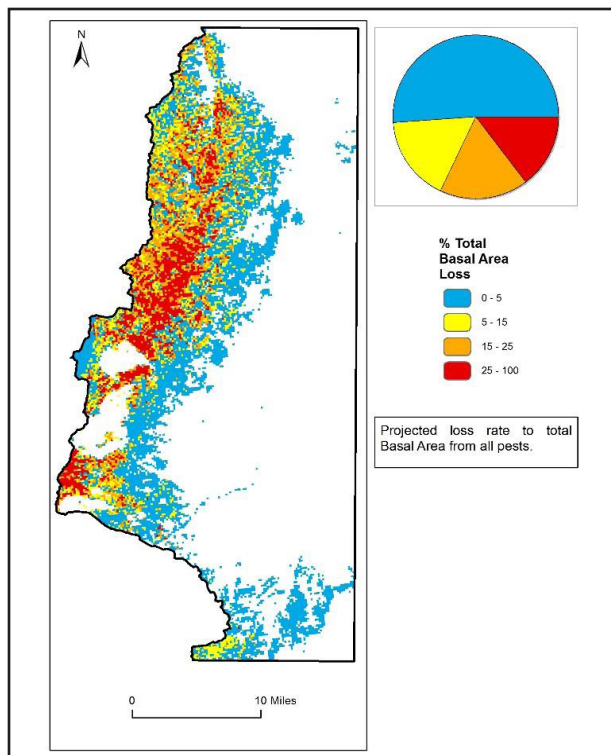 N
% Total
Basal Area
Loss
0 - 5
5 - 15
15 - 25
25 - 100
Projected loss rate to total
Basal Area from all pests.
0 10 Miles